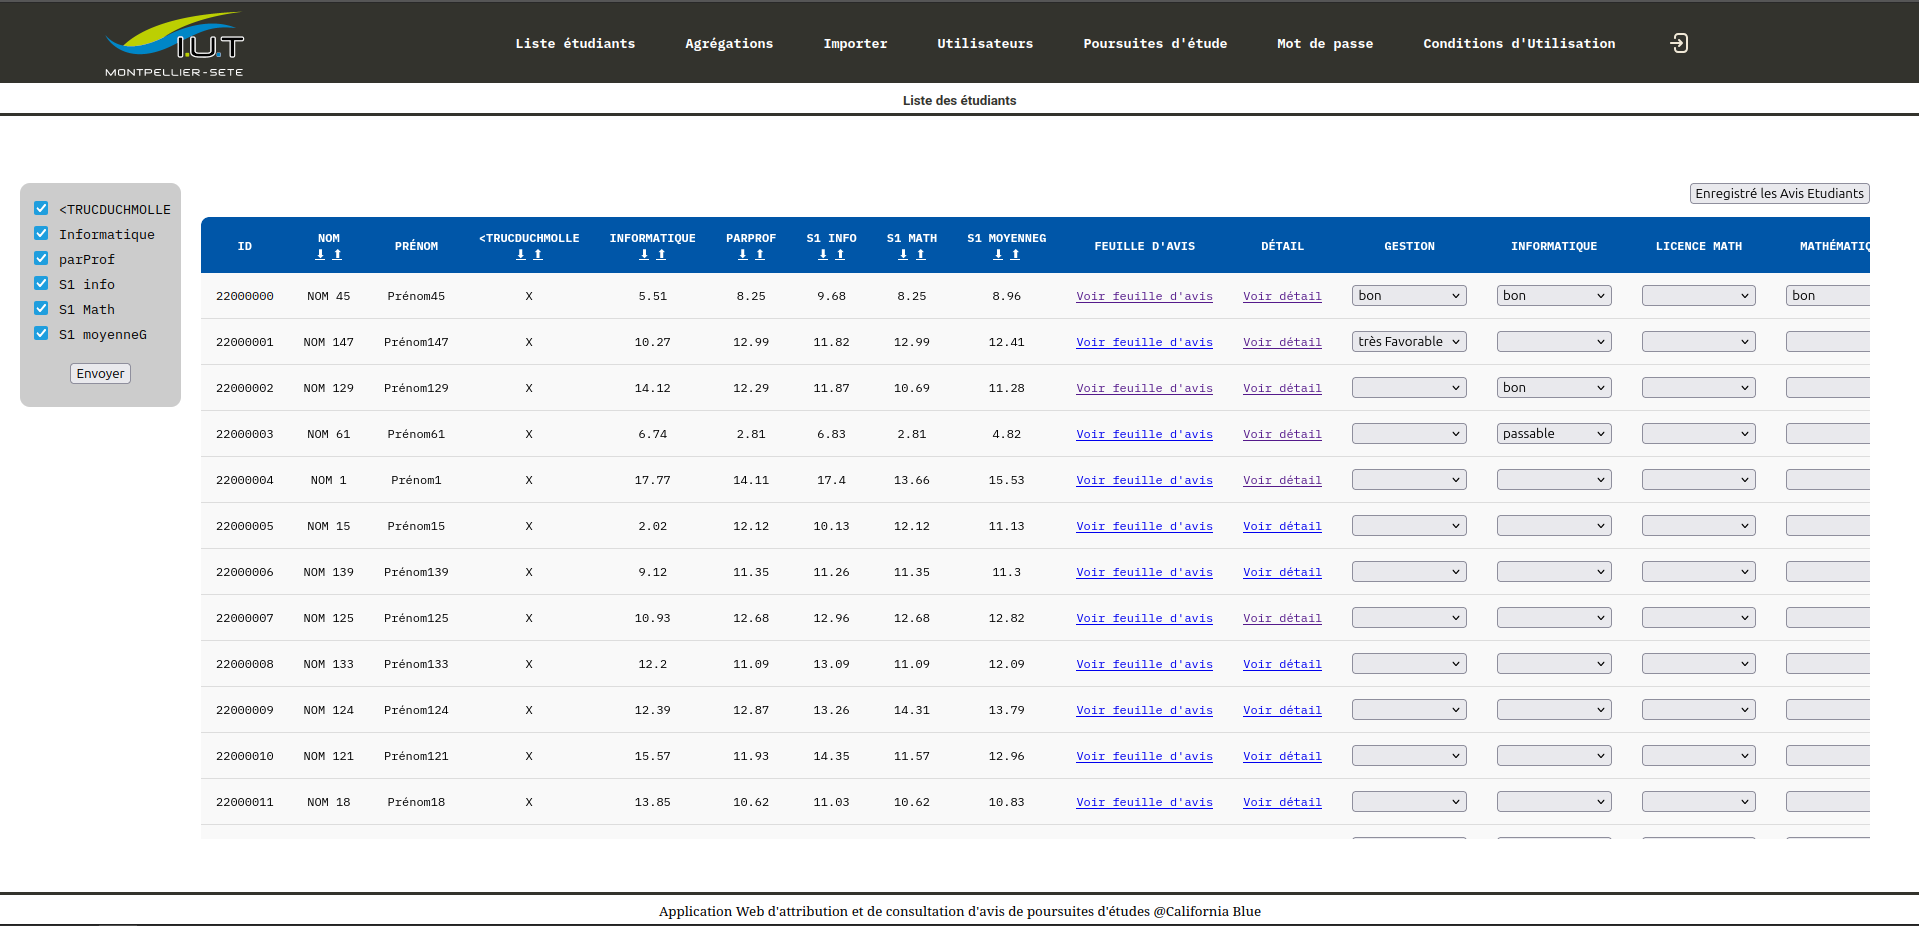 I.U.T
MONTPELLIER-SETE
Liste étudiants Agrégations Importer Utilisateurs Poursuites d'étude Mot de passe Conditions d'Utilisation
Liste des étudiants
<TRUCDUCHMOLLE
Informatique
parProf
S1 info
S1 Math
S1 moyenneG
Envoyer
Enregistré les Avis Etudiants
ID NOM PRÉNOM <TRUCDUCHMOLLE INFORMATIQUE PARPROF S1 INFO S1 MATH S1 MOYENNEG FEUILLE D'AVIS DÉTAIL GESTION INFORMATIQUE LICENCE MATH MATHÉMATIQ
22000000 NOM 45 Prénom45 X 5.51 8.25 9.68 8.25 8.96 Voir feuille d'avis Voir détail bon bon bon
22000001 NOM 147 Prénom147 X 10.27 12.99 11.82 12.99 12.41 Voir feuille d'avis Voir détail très Favorable
22000002 NOM 129 Prénom129 X 14.12 12.29 11.87 10.69 11.28 Voir feuille d'avis Voir détail bon
22000003 NOM 61 Prénom61 X 6.74 2.81 6.83 2.81 4.82 Voir feuille d'avis Voir détail passable
22000004 NOM 1 Prénom1 X 17.77 14.11 17.4 13.66 15.53 Voir feuille d'avis Voir détail
22000005 NOM 15 Prénom15 X 2.02 12.12 10.13 12.12 11.13 Voir feuille d'avis Voir détail
22000006 NOM 139 Prénom139 X 9.12 11.35 11.26 11.35 11.3 Voir feuille d'avis Voir détail
22000007 NOM 125 Prénom125 X 10.93 12.68 12.96 12.68 12.82 Voir feuille d'avis Voir détail
22000008 NOM 133 Prénom133 X 12.2 11.09 13.09 11.09 12.09 Voir feuille d'avis Voir détail
22000009 NOM 124 Prénom124 X 12.39 12.87 13.26 14.31 13.79 Voir feuille d'avis Voir détail
22000010 NOM 121 Prénom121 X 15.57 11.93 14.35 11.57 12.96 Voir feuille d'avis Voir détail
22000011 NOM 18 Prénom18 X 13.85 10.62 11.03 10.62 10.83 Voir feuille d'avis Voir détail
Application Web d'attribution et de consultation d'avis de poursuites d'études @California Blue